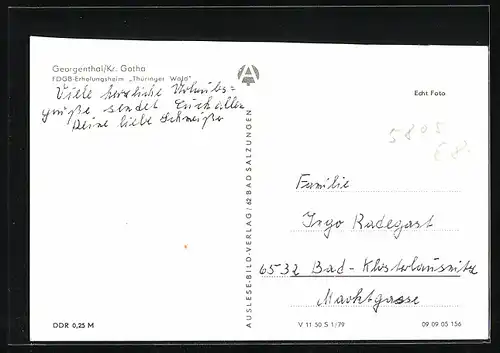 Georgenthal/Kr. Gotha
FDGB-Erholungsheim „Thüringer Wald"
Viele herzliche Urlaubs=
grüße sendet Euch allen
Deine liebe Schmeißer
A
Echt Foto
5805
68.
AUSLESE-BILD-VERLAG / 62 BAD SALZUNGEN
Familie
Ingo Radegast
6532 Bad-Klosterlausnitz
Marktgasse
DDR 0,25 M
V 11 50 S 1/79
09 09 05 156